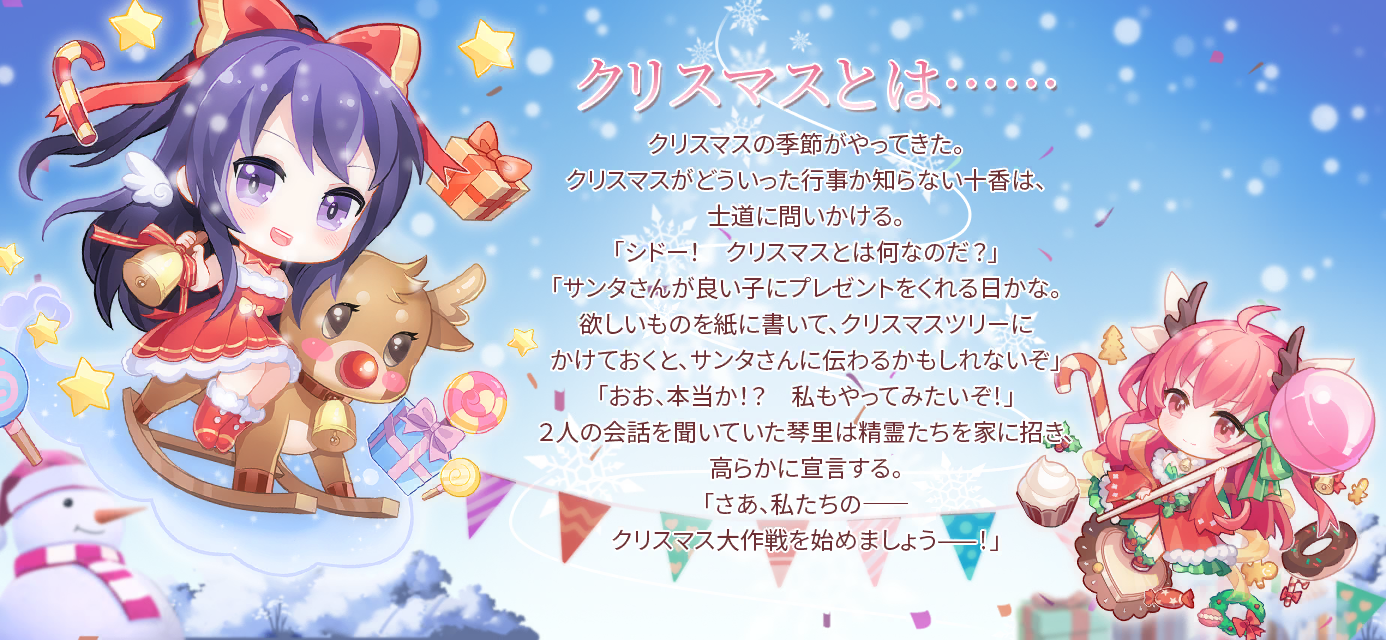 クリスマスとは……
クリスマスの季節がやってきた。
クリスマスがどういった行事か知らない十香は、
士道に問いかける。
「シドー！　クリスマスとは何なのだ？」
「サンタさんが良い子にプレゼントをくれる日かな。
欲しいものを紙に書いて、クリスマスツリーに
かけておくと、サンタさんに伝わるかもしれないぞ」
「おお、本当か！？　私もやってみたいぞ！」
２人の会話を聞いていた琴里は精霊たちを家に招き、
高らかに宣言する。
「さあ、私たちの――
クリスマス大作戦を始めましょう――！」